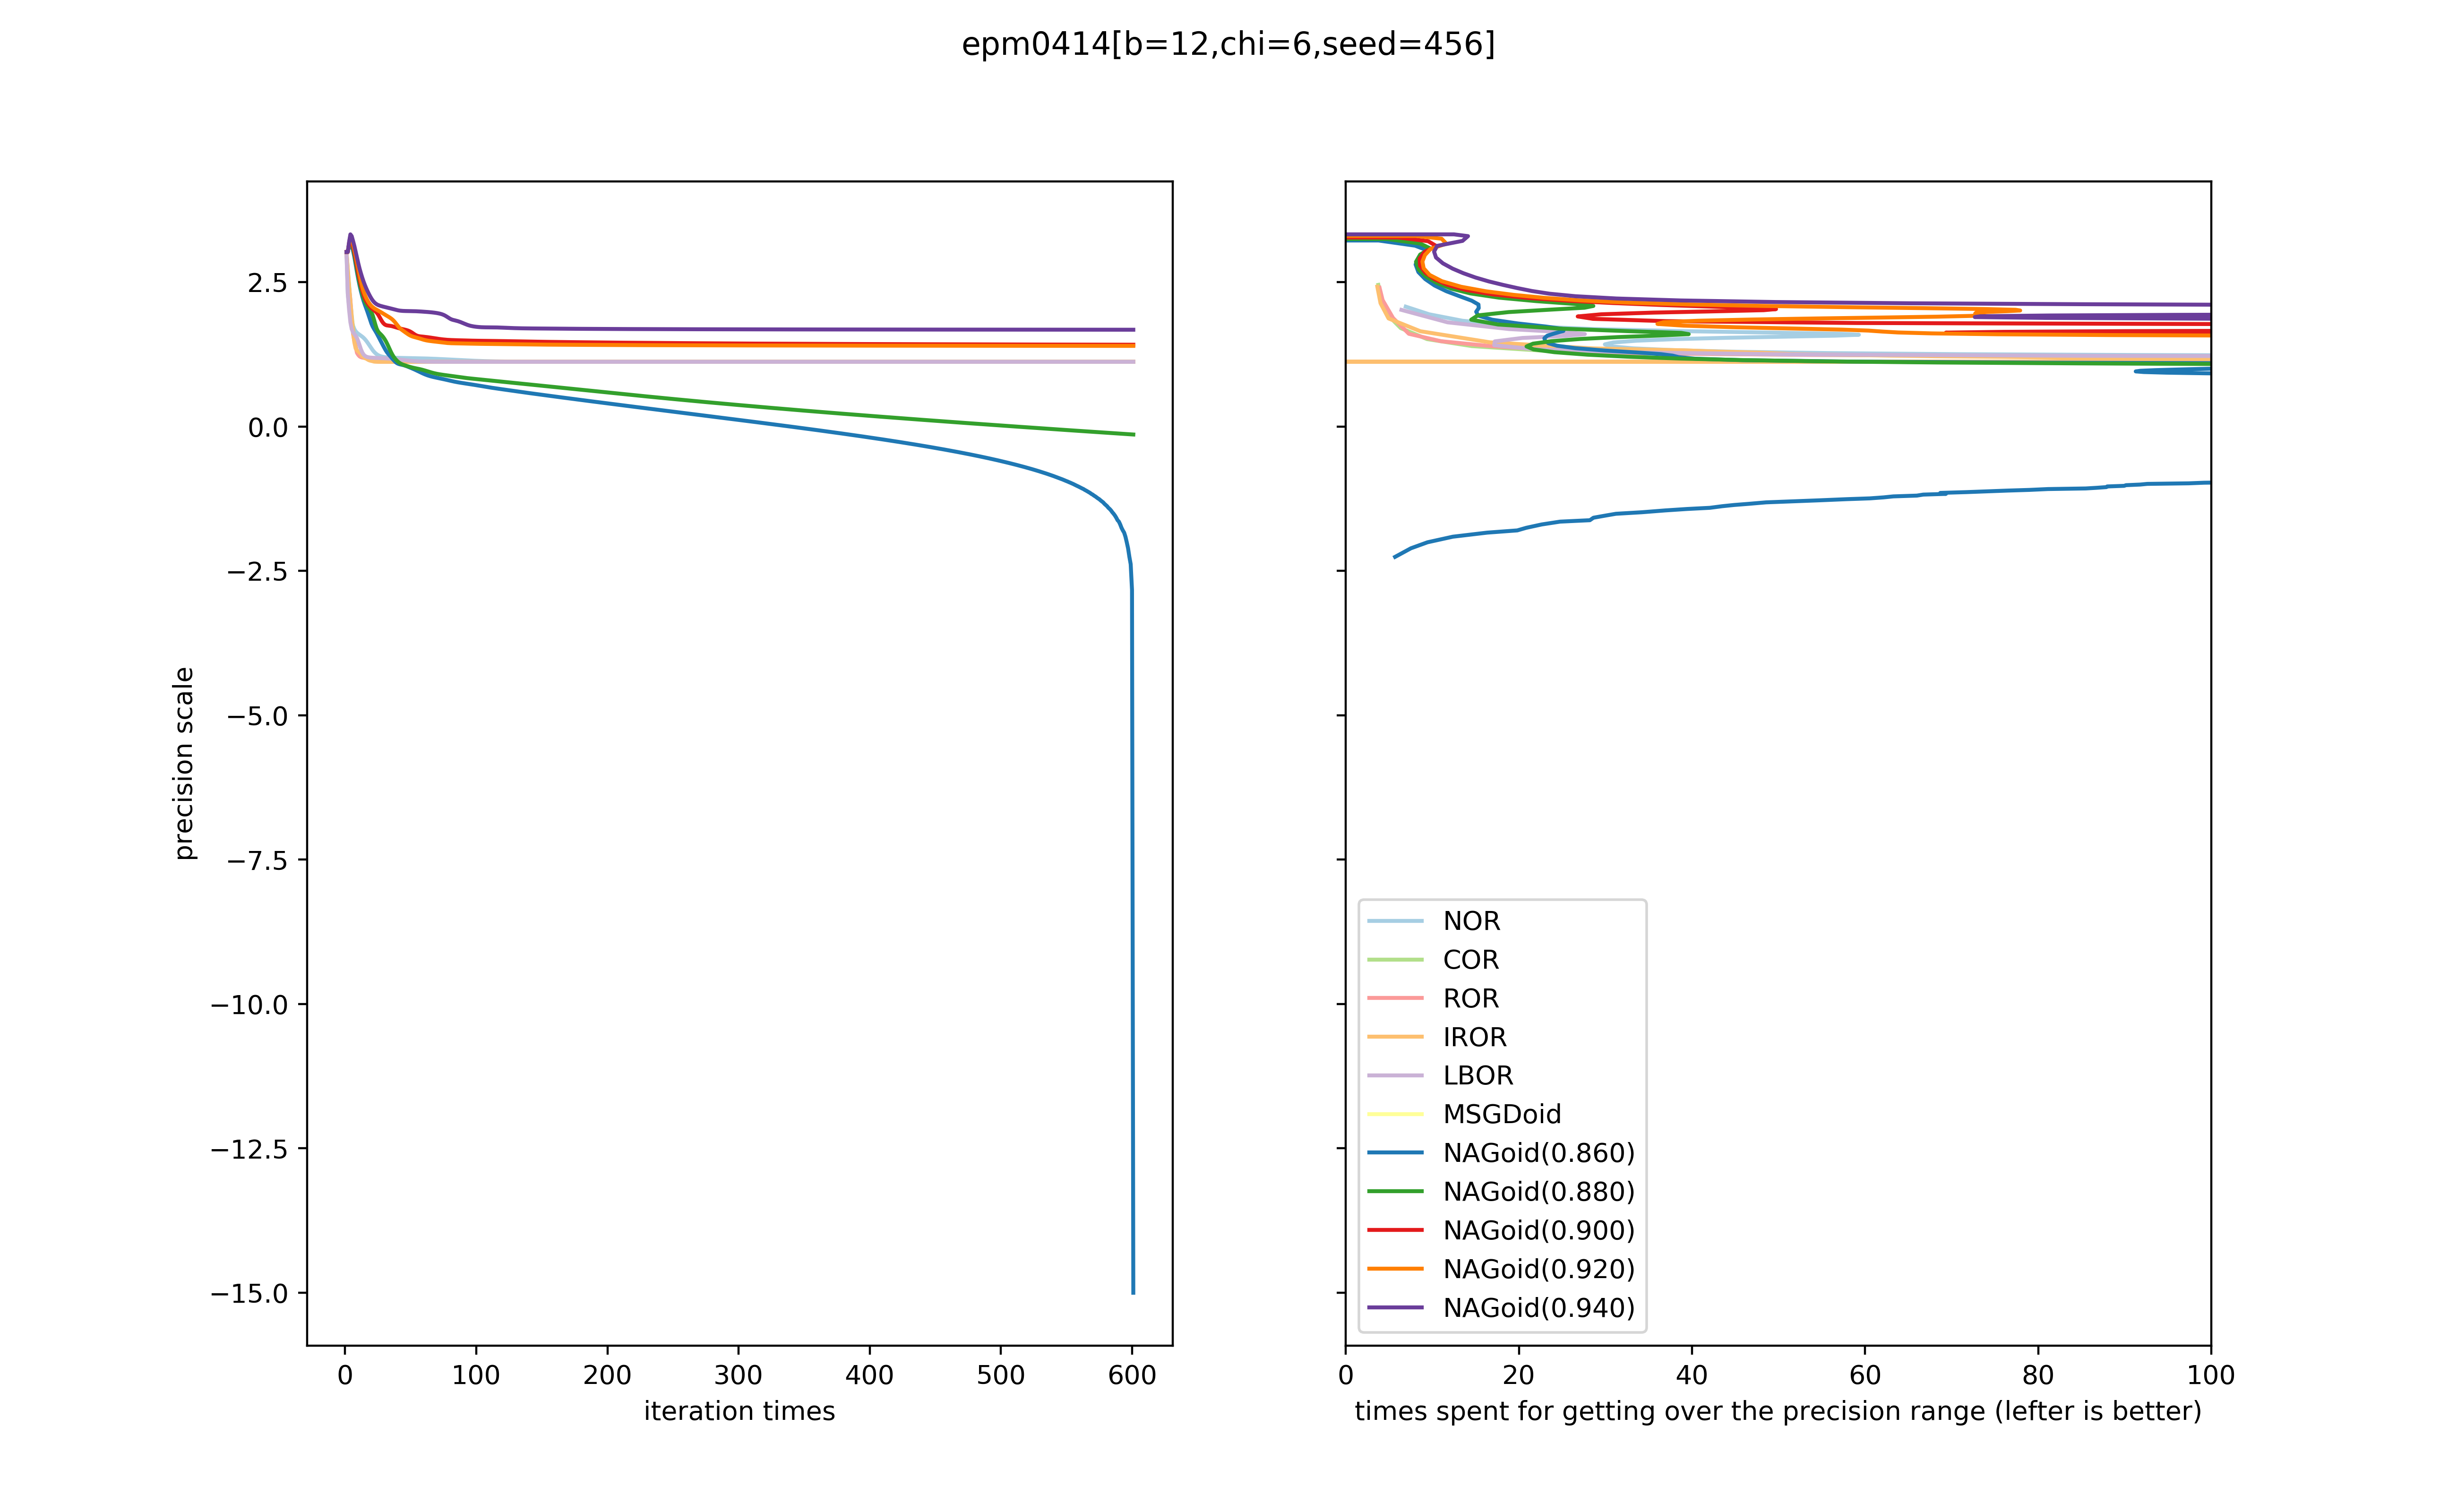 epm0414[b=12,chi=6,seed=456]
precision scale
2.5
0.0
−2.5
−5.0
−7.5
−10.0
−12.5
−15.0
0 100 200 300 400 500 600
iteration times
NOR
COR
ROR
IROR
LBOR
MSGDoid
NAGoid(0.860)
NAGoid(0.880)
NAGoid(0.900)
NAGoid(0.920)
NAGoid(0.940)
0 20 40 60 80 100
times spent for getting over the precision range (lefter is better)